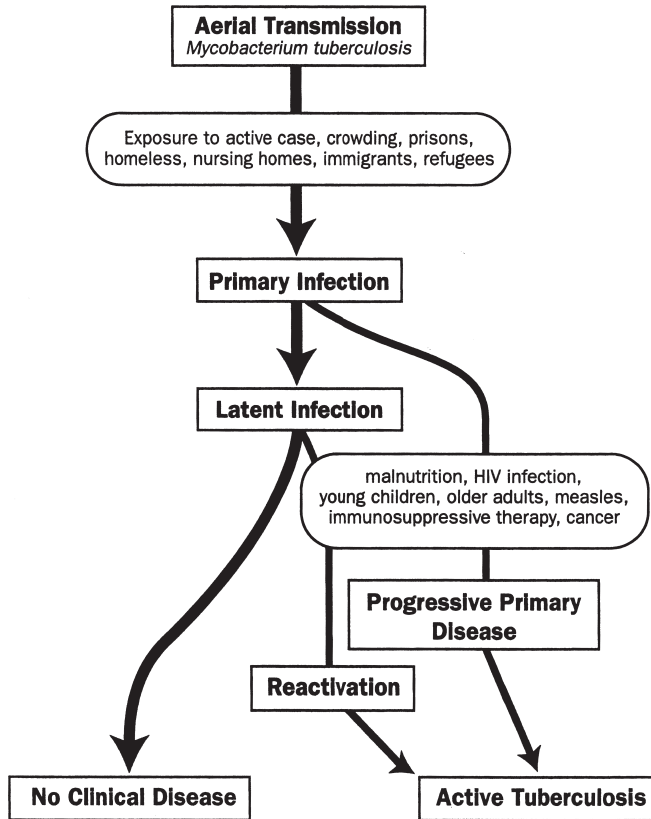 Aerial Transmission
Mycobacterium tuberculosis
Exposure to active case, crowding, prisons,
homeless, nursing homes, immigrants, refugees
Primary Infection
Latent Infection
malnutrition, HIV infection,
young children, older adults, measles,
immunosuppressive therapy, cancer
Progressive Primary
Disease
Reactivation
No Clinical Disease
Active Tuberculosis